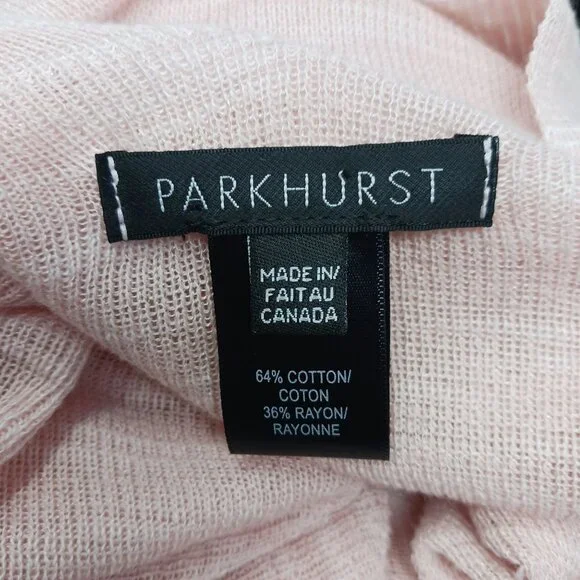 PARKHURST
MADE IN/
FAIT AU
CANADA
64% COTTON/
COTON
36% RAYON/
RAYONNE